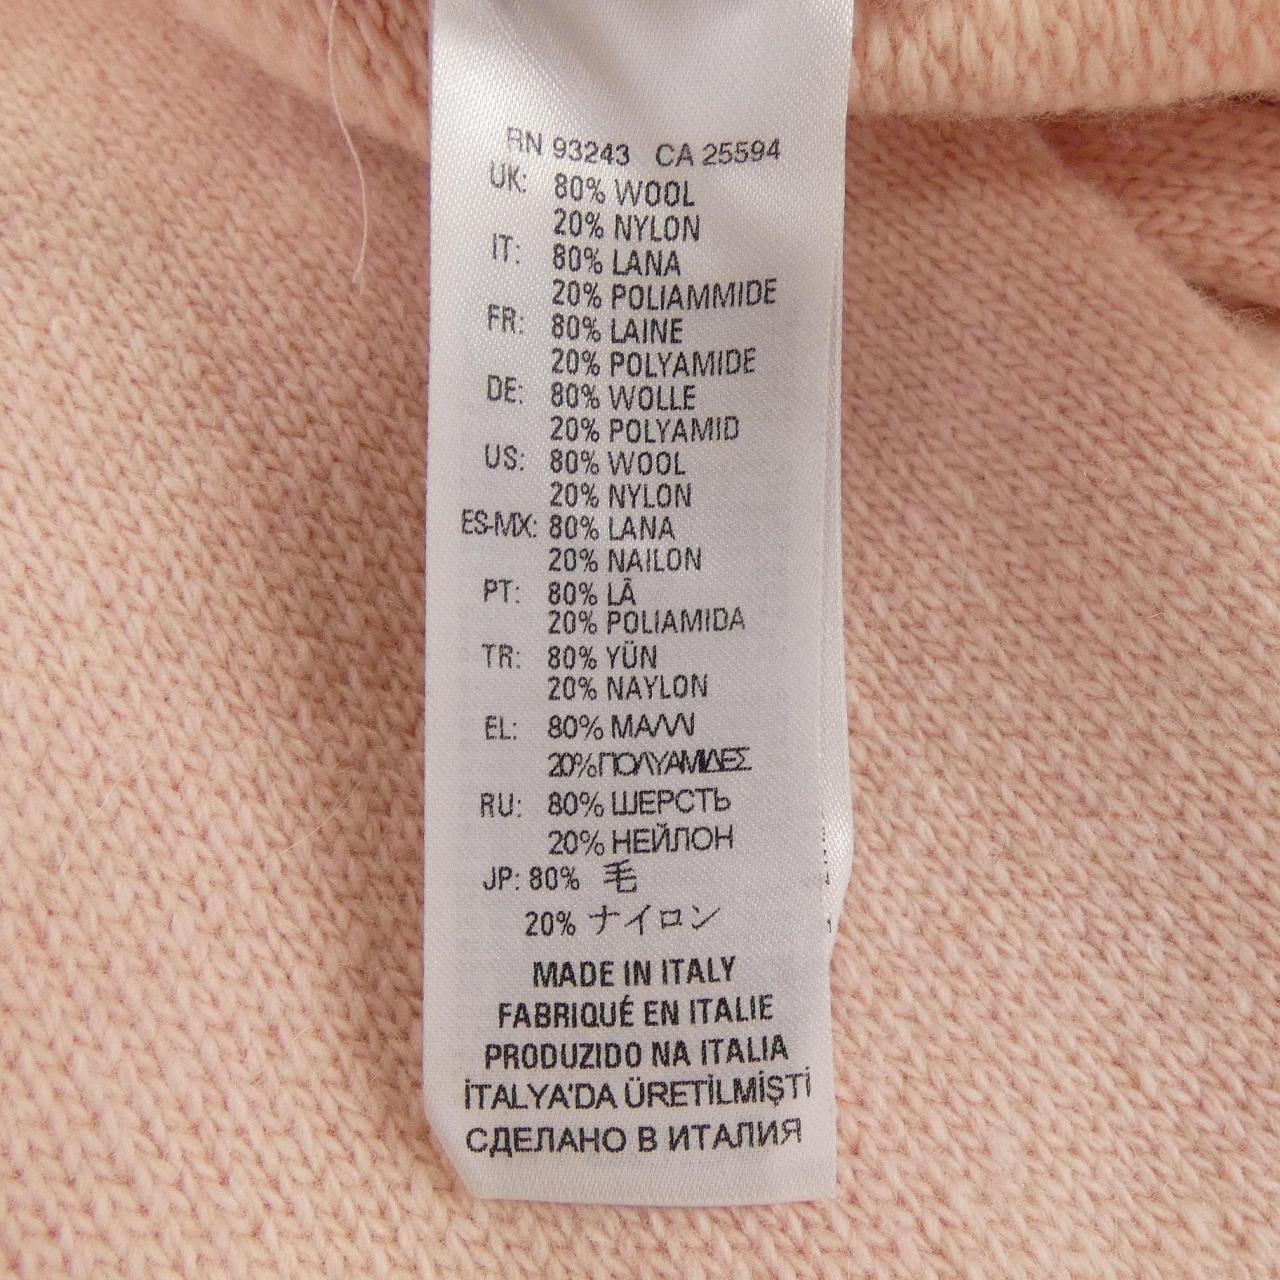 RN 93243 CA 25594
UK: 80% WOOL
20% NYLON
IT: 80% LANA
20% POLIAMMIDE
FR: 80% LAINE
20% POLYAMIDE
DE: 80% WOLLE
20% POLYAMID
US: 80% WOOL
20% NYLON
ES-MX: 80% LANA
20% NAILON
PT: 80% LÃ
20% POLIAMIDA
TR: 80% YÜN
20% NAYLON
EL: 80% ΜΑΛΛΙ
20% ΠΟΛΥΑΜΙΔΕΣ
RU: 80% ШЕРСТЬ
20% НЕЙЛОН
JP: 80% 毛
20% ナイロン
MADE IN ITALY
FABRIQUÉ EN ITALIE
PRODUZIDO NA ITALIA
İTALYA'DA ÜRETİLMİŞTİ
СДЕЛАНО В ИТАЛИЯ